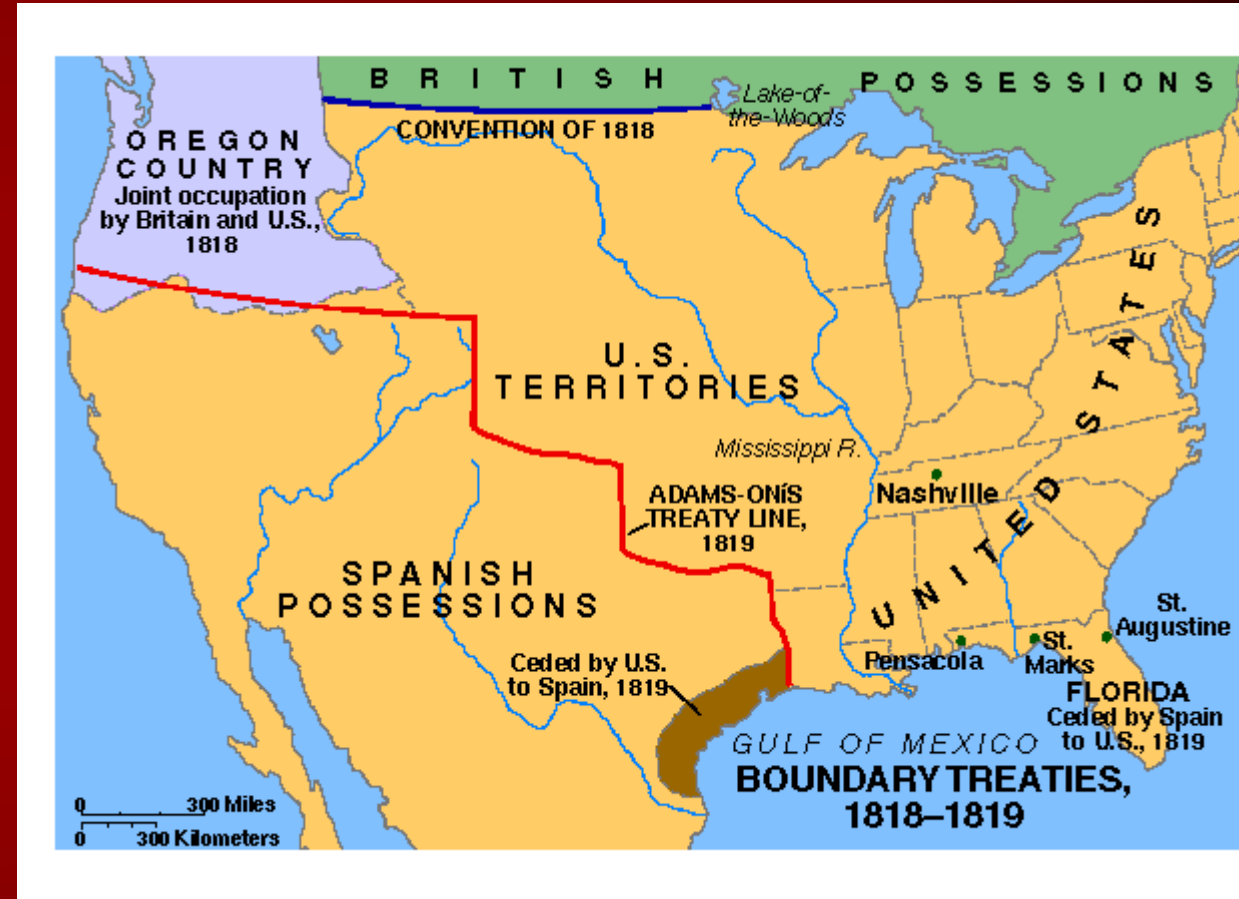 BRITISH POSSESSIONS
Lake-of-
the-Woods
CONVENTION OF 1818
OREGON
COUNTRY
Joint occupation
by Britain and U.S.,
1818
U.S.
TERRITORIES
UNITED STATES
Mississippi R.
Nashville
ADAMS-ONíS
TREATY LINE,
1819
SPANISH
POSSESSIONS
St.
Augustine
Pensacola
St.
Marks
Ceded by U.S.
to Spain, 1819
FLORIDA
Ceded by Spain
to U.S., 1819
GULF OF MEXICO
BOUNDARY TREATIES,
1818–1819
0 300 Miles
0 300 Kilometers